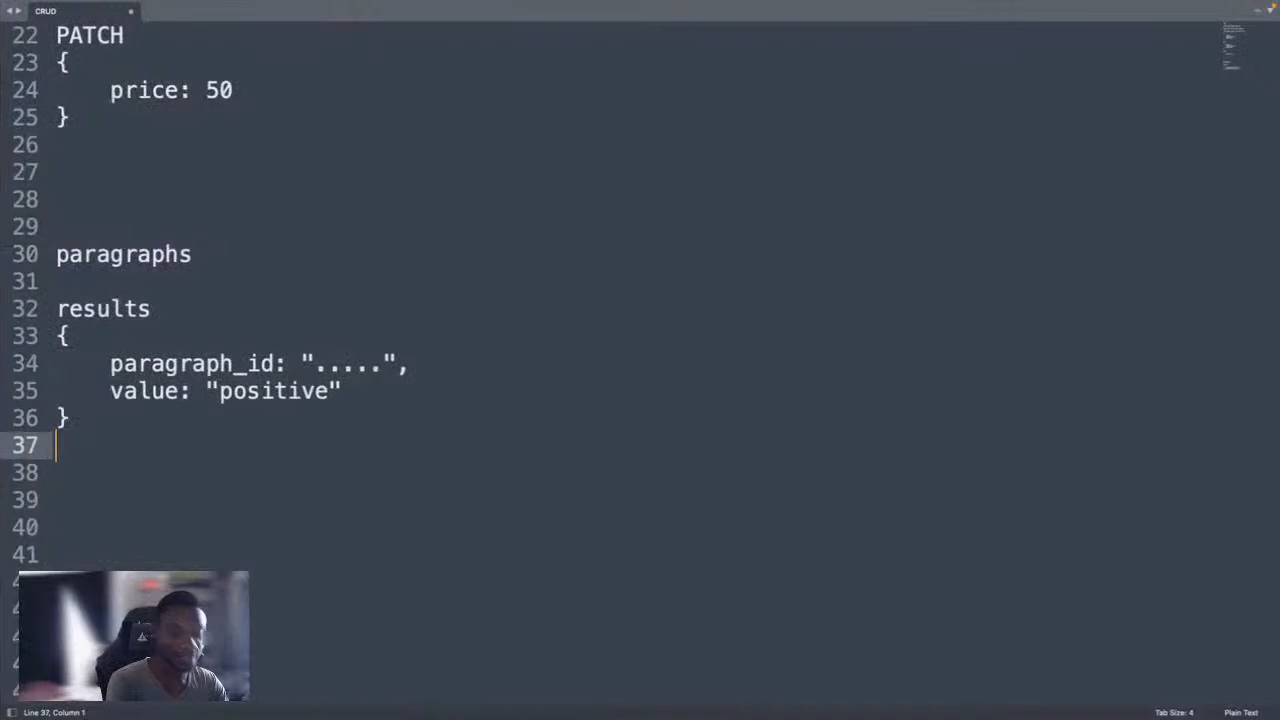 CRUD
22 PATCH
23 {
24 price: 50
25 }
26
27
28
29
30 paragraphs
31
32 results
33 {
34 paragraph_id: ".....",
35 value: "positive"
36 }
37
38
39
40
41
Line 37, Column 1
Tab Size: 4
Plain Text